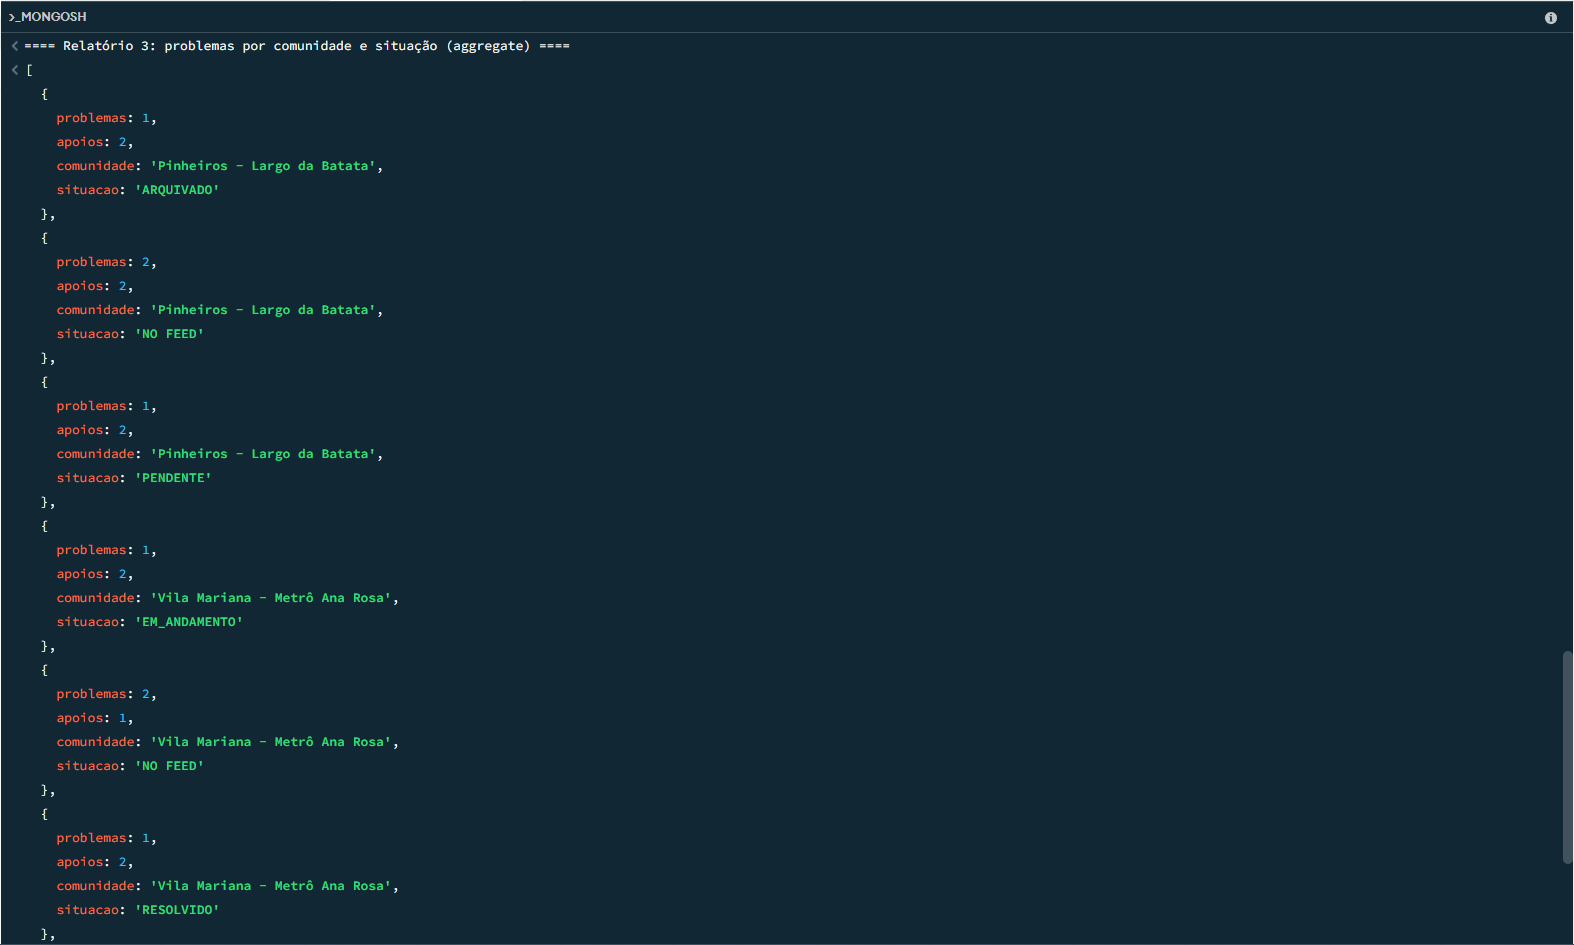 >_MONGOSH
==== Relatório 3: problemas por comunidade e situação (aggregate) ====
[
{
problemas: 1,
apoios: 2,
comunidade: 'Pinheiros - Largo da Batata',
situacao: 'ARQUIVADO'
},
{
problemas: 2,
apoios: 2,
comunidade: 'Pinheiros - Largo da Batata',
situacao: 'NO FEED'
},
{
problemas: 1,
apoios: 2,
comunidade: 'Pinheiros - Largo da Batata',
situacao: 'PENDENTE'
},
{
problemas: 1,
apoios: 2,
comunidade: 'Vila Mariana - Metrô Ana Rosa',
situacao: 'EM_ANDAMENTO'
},
{
problemas: 2,
apoios: 1,
comunidade: 'Vila Mariana - Metrô Ana Rosa',
situacao: 'NO FEED'
},
{
problemas: 1,
apoios: 2,
comunidade: 'Vila Mariana - Metrô Ana Rosa',
situacao: 'RESOLVIDO'
},